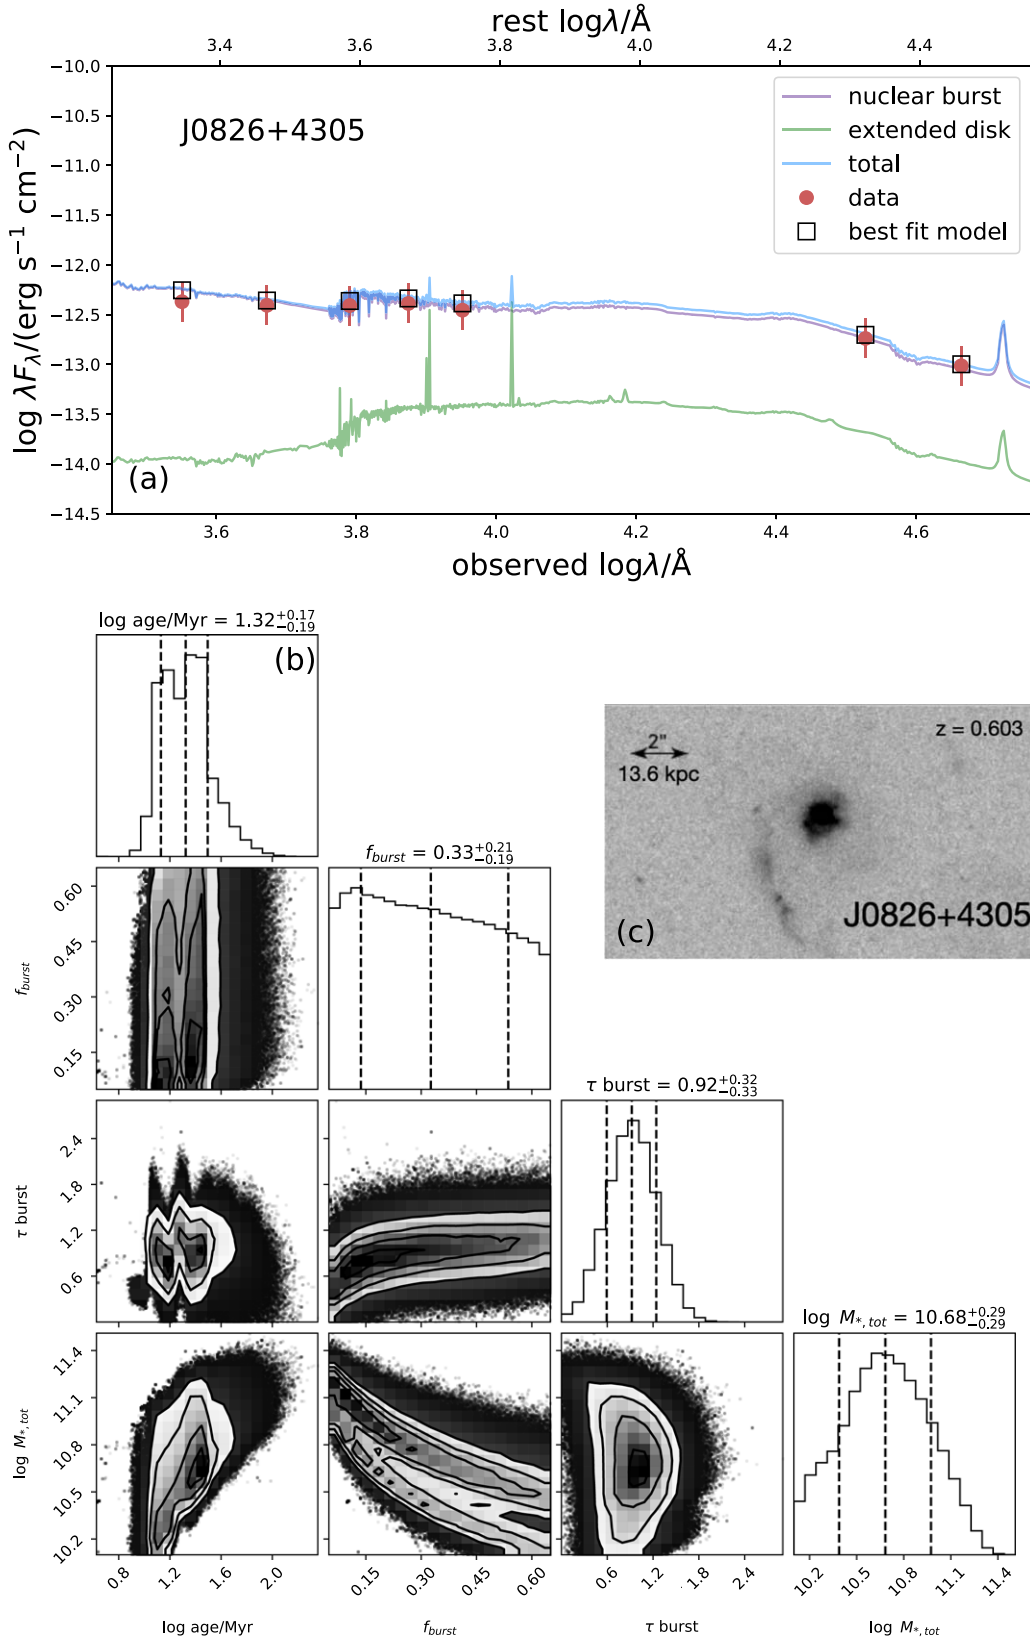 rest logλ/Å
3.4 3.6 3.8 4.0 4.2 4.4
−10.0
−10.5
−11.0
−11.5
−12.0
−12.5
−13.0
−13.5
−14.0
−14.5
log λF_λ/(erg s⁻¹ cm⁻²)
J0826+4305
nuclear burst
extended disk
total
data
best fit model
(a)
3.6 3.8 4.0 4.2 4.4 4.6
observed logλ/Å
log age/Myr = 1.32^{+0.17}_{−0.19}
(b)
z = 0.603
2"
13.6 kpc
(c)
J0826+4305
f_{burst} = 0.33^{+0.21}_{−0.19}
f_{burst}
0.60
0.45
0.30
0.15
τ burst = 0.92^{+0.32}_{−0.33}
τ burst
2.4
1.8
1.2
0.6
log M_{*,tot} = 10.68^{+0.29}_{−0.29}
log M_{*,tot}
11.4
11.1
10.8
10.5
10.2
0.8 1.2 1.6 2.0
0.15 0.30 0.45 0.60
0.6 1.2 1.8 2.4
10.2 10.5 10.8 11.1 11.4
log age/Myr
f_{burst}
τ burst
log M_{*,tot}